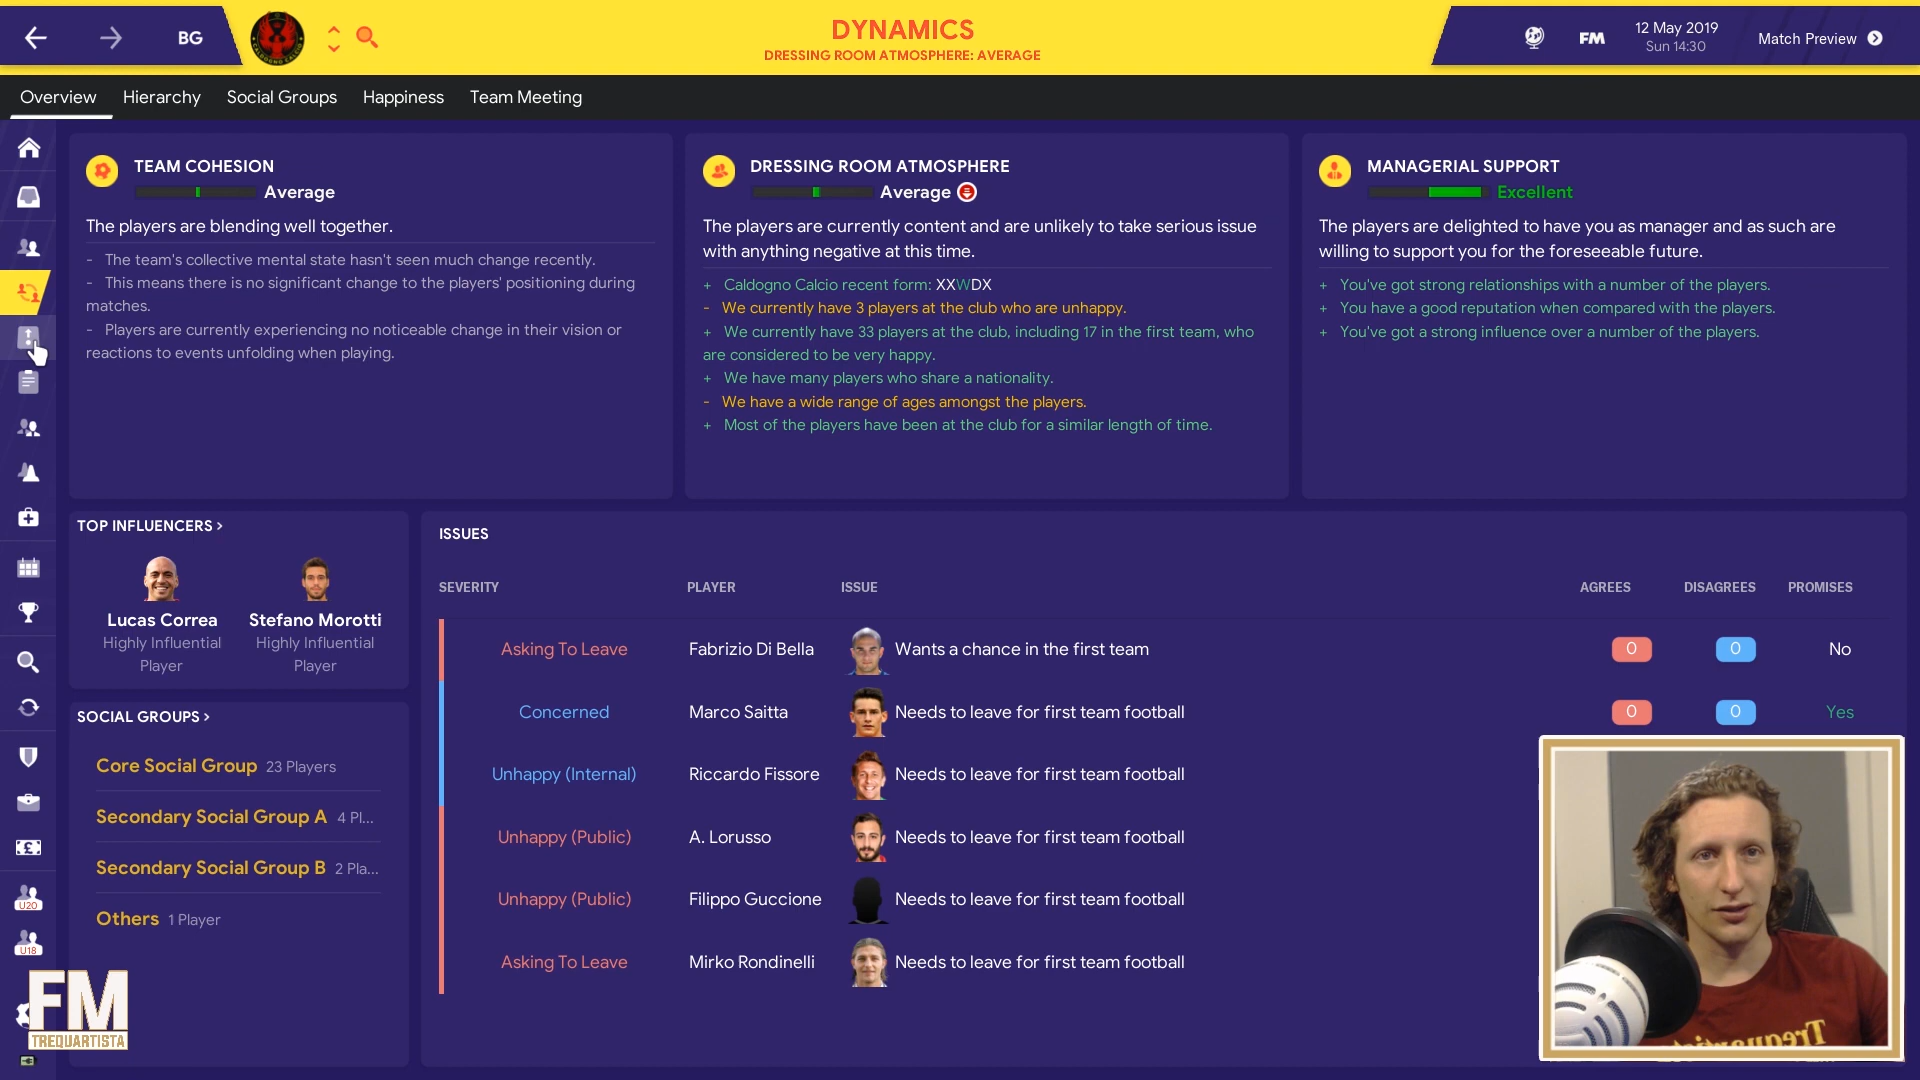 BG
DYNAMICS
DRESSING ROOM ATMOSPHERE: AVERAGE
FM
12 May 2019
Sun 14:30
Match Preview
Overview
Hierarchy
Social Groups
Happiness
Team Meeting
TEAM COHESION
Average
The players are blending well together.
- The team's collective mental state hasn't seen much change recently.
- This means there is no significant change to the players' positioning during
matches.
- Players are currently experiencing no noticeable change in their vision or
reactions to events unfolding when playing.
DRESSING ROOM ATMOSPHERE
Average
The players are currently content and are unlikely to take serious issue
with anything negative at this time.
+ Caldogno Calcio recent form: XXWDX
- We currently have 3 players at the club who are unhappy.
+ We currently have 33 players at the club, including 17 in the first team, who
are considered to be very happy.
+ We have many players who share a nationality.
- We have a wide range of ages amongst the players.
+ Most of the players have been at the club for a similar length of time.
MANAGERIAL SUPPORT
Excellent
The players are delighted to have you as manager and as such are
willing to support you for the foreseeable future.
+ You've got strong relationships with a number of the players.
+ You have a good reputation when compared with the players.
+ You've got a strong influence over a number of the players.
TOP INFLUENCERS >
Lucas Correa
Highly Influential
Player
Stefano Morotti
Highly Influential
Player
SOCIAL GROUPS >
Core Social Group 23 Players
Secondary Social Group A 4 Pl...
Secondary Social Group B 2 Pla...
Others 1 Player
ISSUES
SEVERITY PLAYER ISSUE AGREES DISAGREES PROMISES
Asking To Leave Fabrizio Di Bella Wants a chance in the first team 0 0 No
Concerned Marco Saitta Needs to leave for first team football 0 0 Yes
Unhappy (Internal) Riccardo Fissore Needs to leave for first team football
Unhappy (Public) A. Lorusso Needs to leave for first team football
Unhappy (Public) Filippo Guccione Needs to leave for first team football
Asking To Leave Mirko Rondinelli Needs to leave for first team football
U20
U18
FM
TREQUARTISTA